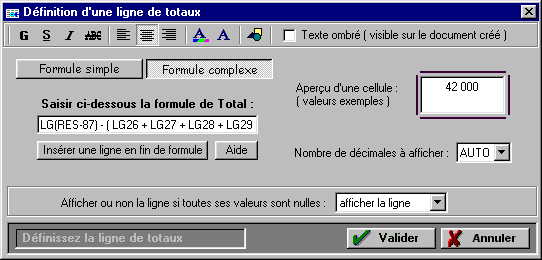 Définition d'une ligne de totaux
G S I ABC A A Texte ombré ( visible sur le document créé )
Formule simple Formule complexe
Saisir ci-dessous la formule de Total :
LG(RES-87) - ( LG26 + LG27 + LG28 + LG29
Insérer une ligne en fin de formule Aide
Aperçu d'une cellule :
( valeurs exemples )
42 000
Nombre de décimales à afficher : AUTO
Afficher ou non la ligne si toutes ses valeurs sont nulles : afficher la ligne
Définissez la ligne de totaux Valider Annuler